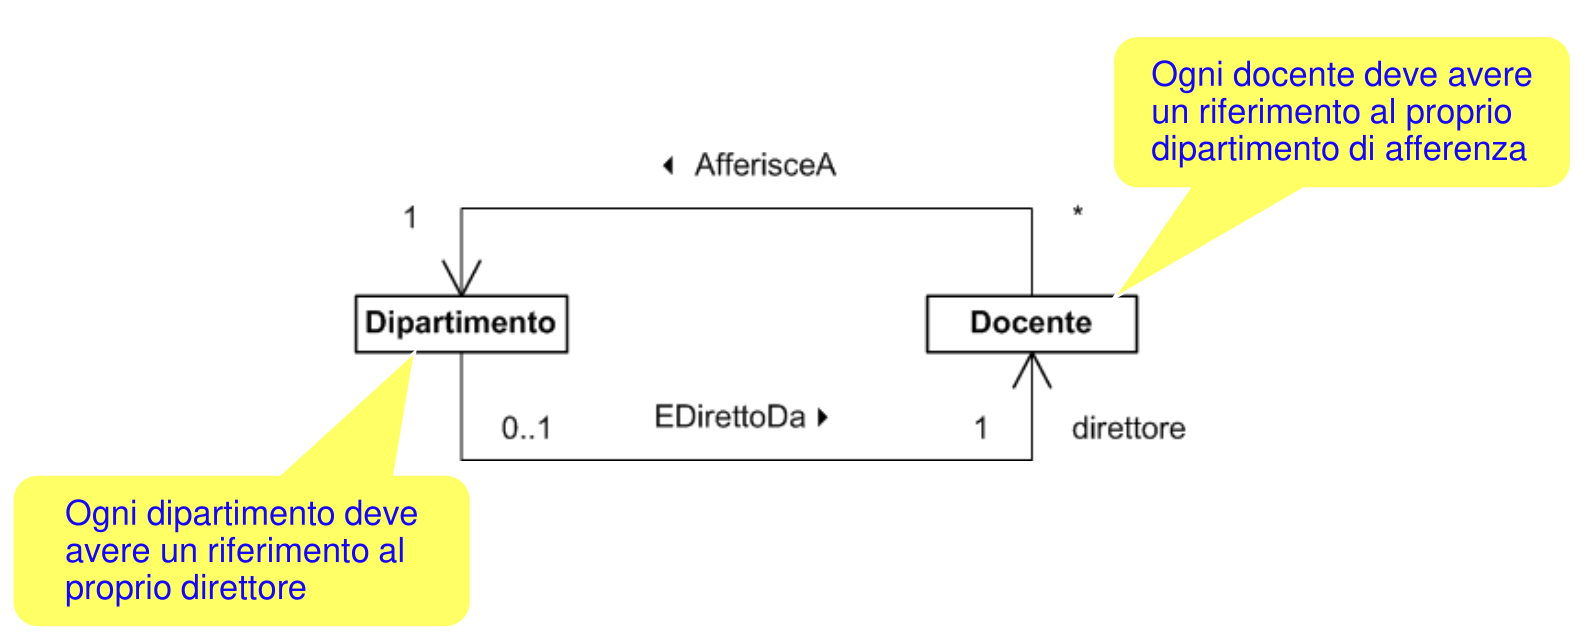 Ogni docente deve avere
un riferimento al proprio
dipartimento di afferenza
AfferisceA
1
*
Dipartimento
Docente
0..1
EDirettoDa
1
direttore
Ogni dipartimento deve
avere un riferimento al
proprio direttore